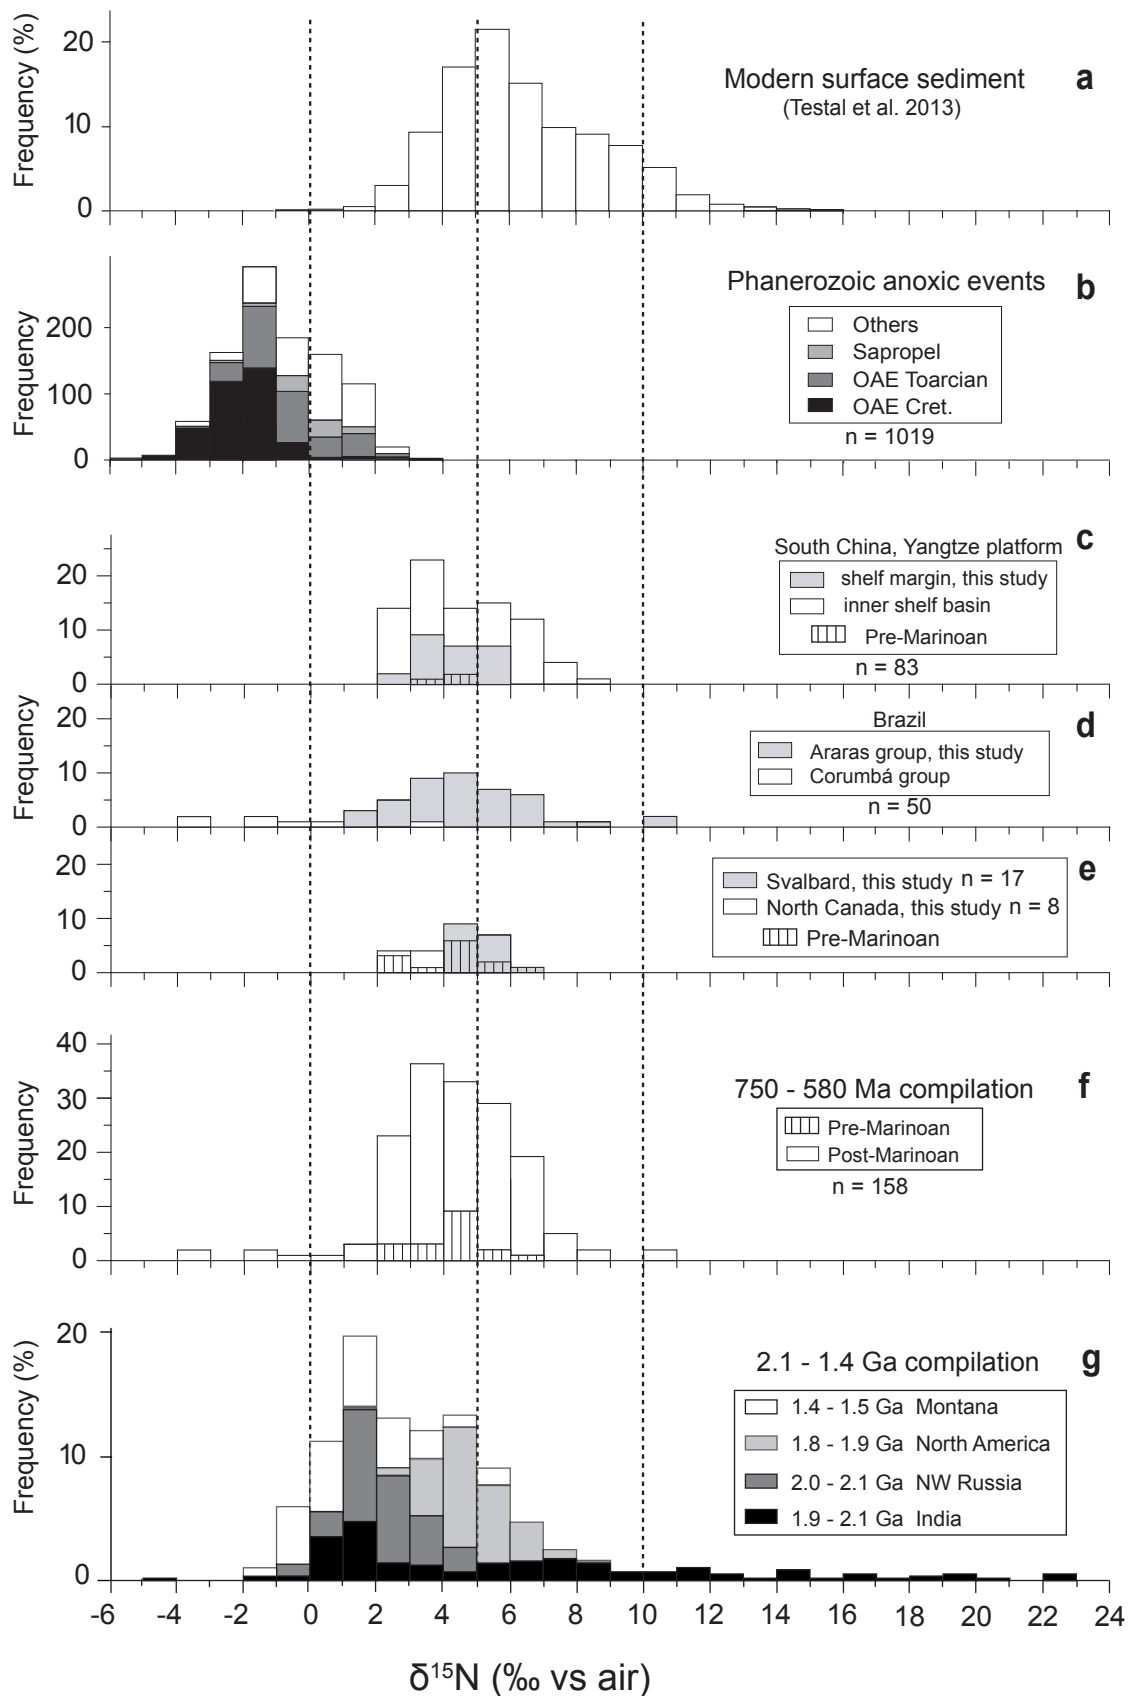 Frequency (%)
20
10
0
Modern surface sediment
(Testal et al. 2013)
a
Frequency
200
100
0
Phanerozoic anoxic events
b
Others
Sapropel
OAE Toarcian
OAE Cret.
n = 1019
Frequency
20
10
0
South China, Yangtze platform
c
shelf margin, this study
inner shelf basin
Pre-Marinoan
n = 83
20
10
0
Brazil
d
Araras group, this study
Corumbá group
n = 50
20
10
0
e
Svalbard, this study n = 17
North Canada, this study n = 8
Pre-Marinoan
Frequency
40
30
20
10
0
750 - 580 Ma compilation
f
Pre-Marinoan
Post-Marinoan
n = 158
Frequency (%)
20
10
0
2.1 - 1.4 Ga compilation
g
1.4 - 1.5 Ga Montana
1.8 - 1.9 Ga North America
2.0 - 2.1 Ga NW Russia
1.9 - 2.1 Ga India
-6 -4 -2 0 2 4 6 8 10 12 14 16 18 20 22 24
δ¹⁵N (‰ vs air)